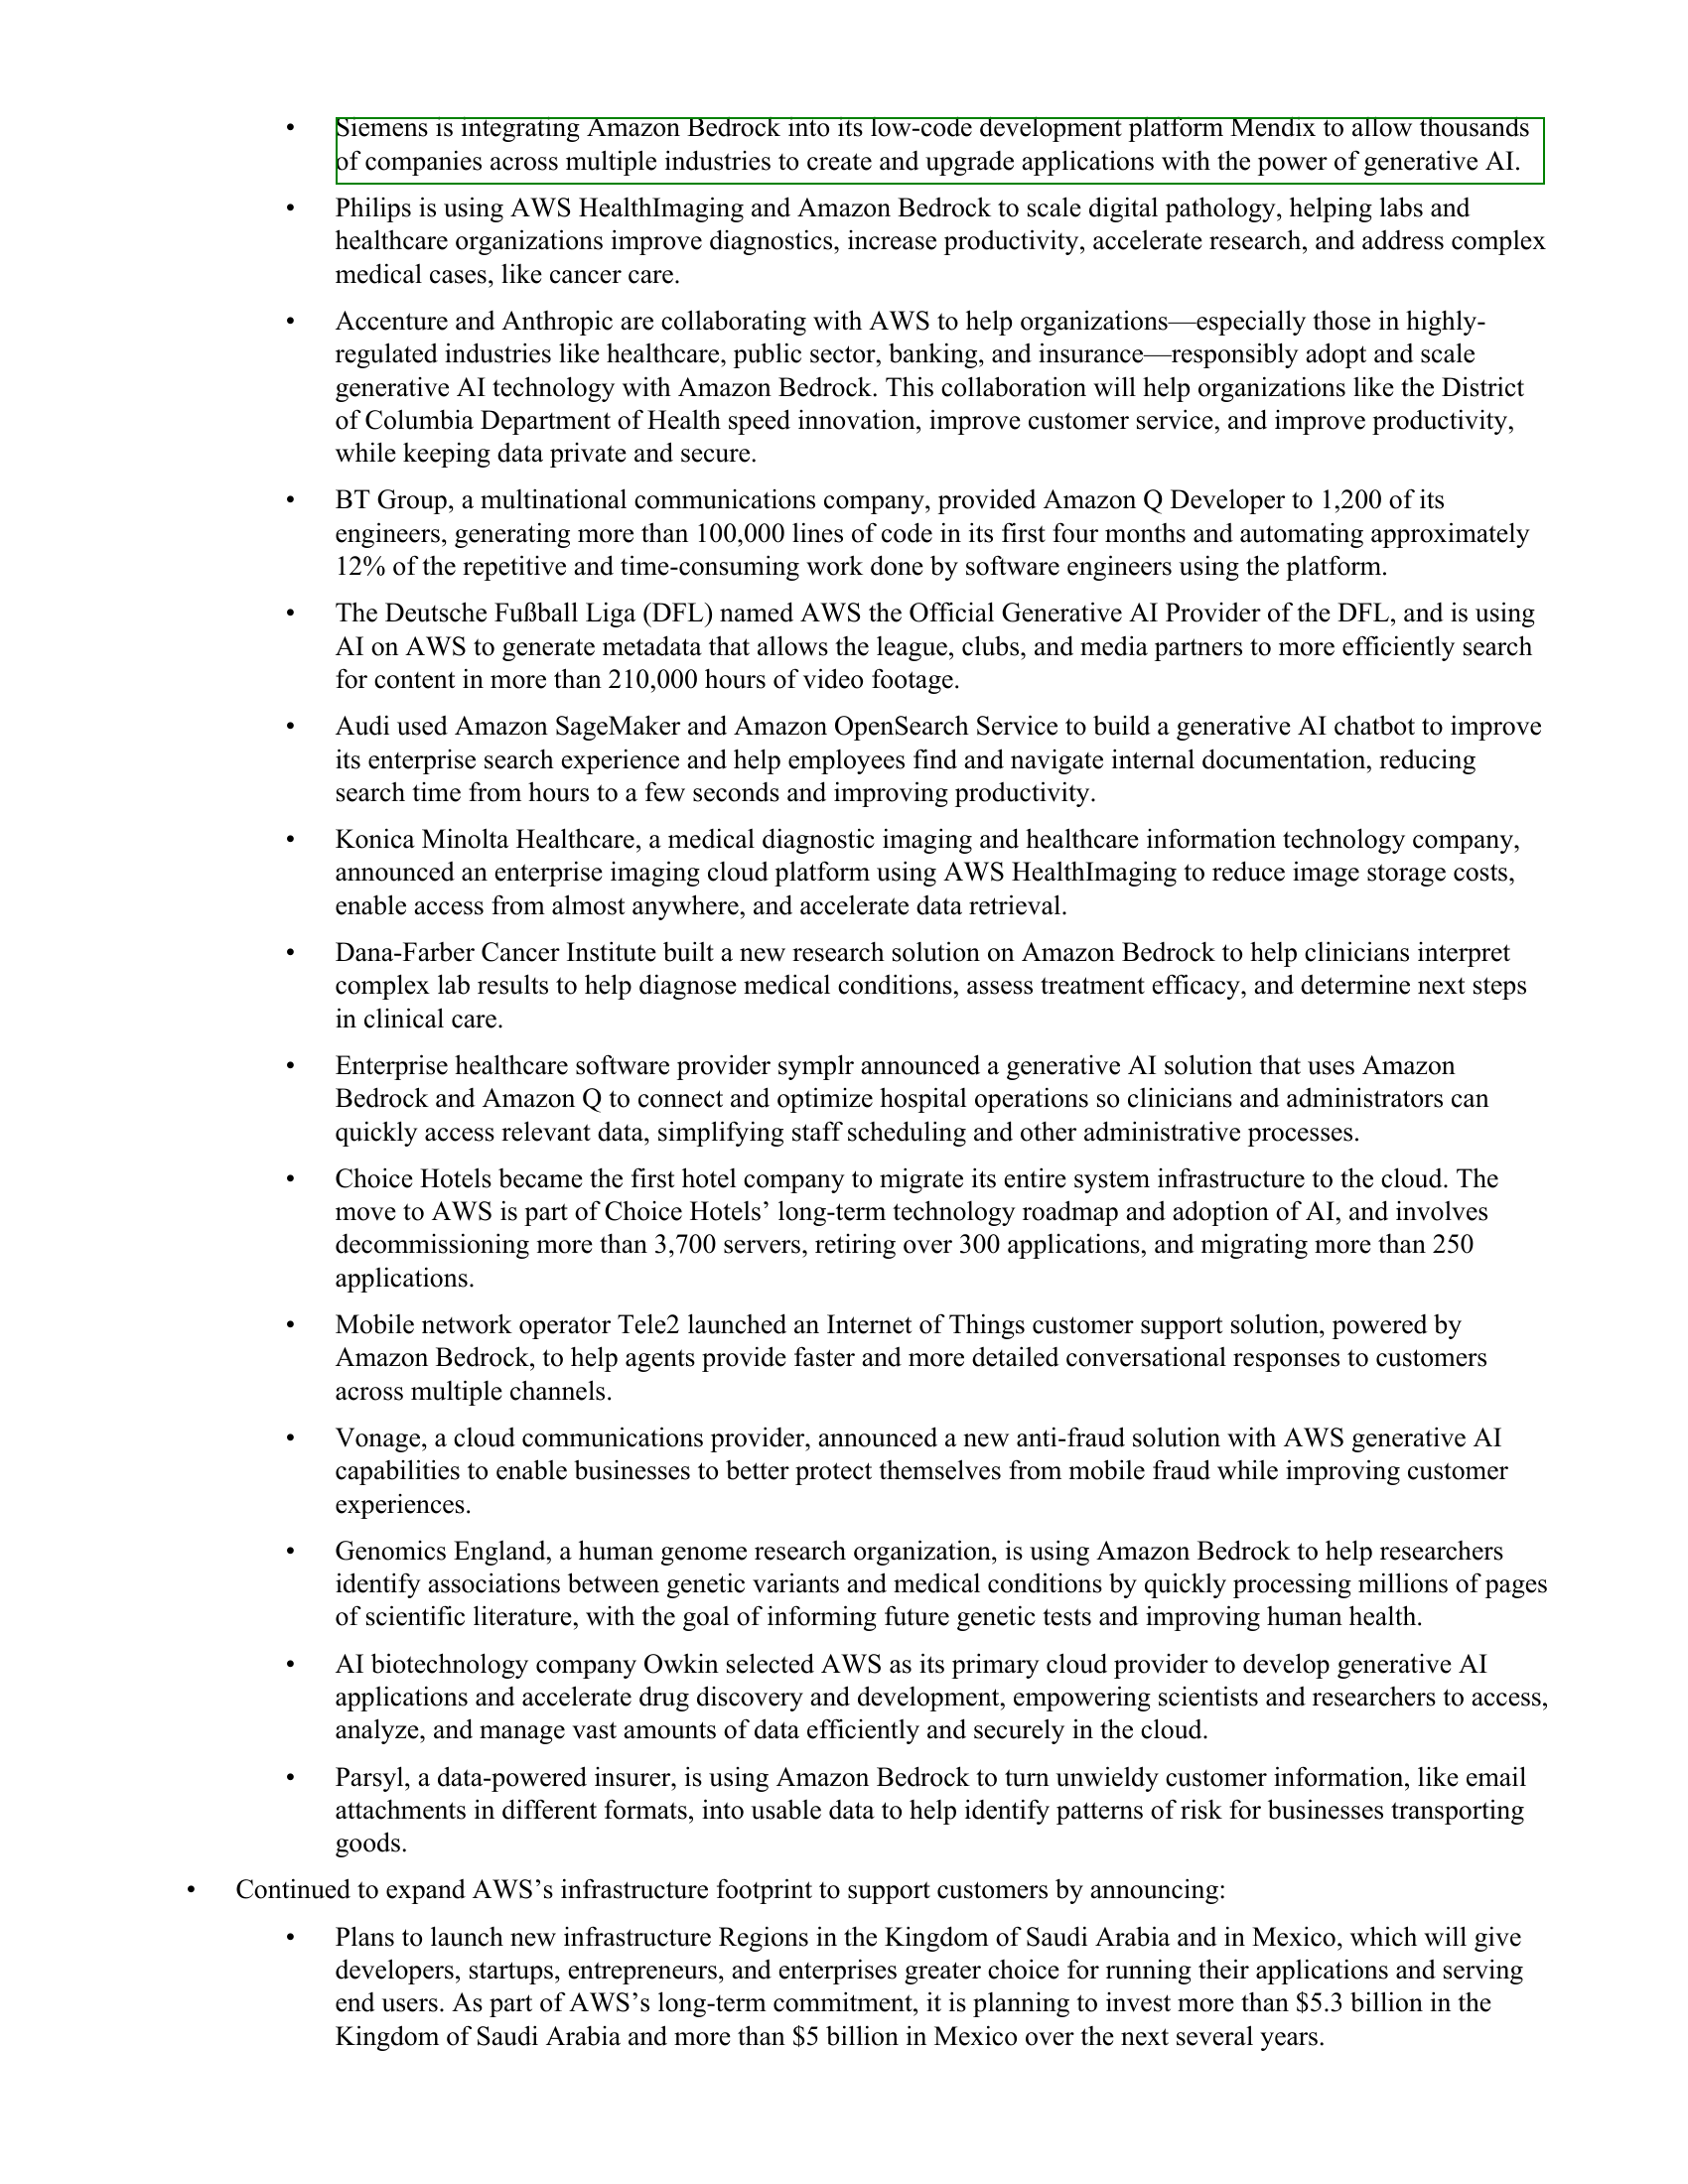 • Siemens is integrating Amazon Bedrock into its low-code development platform Mendix to allow thousands
of companies across multiple industries to create and upgrade applications with the power of generative AI.
• Philips is using AWS HealthImaging and Amazon Bedrock to scale digital pathology, helping labs and
healthcare organizations improve diagnostics, increase productivity, accelerate research, and address complex
medical cases, like cancer care.
• Accenture and Anthropic are collaborating with AWS to help organizations—especially those in highly-
regulated industries like healthcare, public sector, banking, and insurance—responsibly adopt and scale
generative AI technology with Amazon Bedrock. This collaboration will help organizations like the District
of Columbia Department of Health speed innovation, improve customer service, and improve productivity,
while keeping data private and secure.
• BT Group, a multinational communications company, provided Amazon Q Developer to 1,200 of its
engineers, generating more than 100,000 lines of code in its first four months and automating approximately
12% of the repetitive and time-consuming work done by software engineers using the platform.
• The Deutsche Fußball Liga (DFL) named AWS the Official Generative AI Provider of the DFL, and is using
AI on AWS to generate metadata that allows the league, clubs, and media partners to more efficiently search
for content in more than 210,000 hours of video footage.
• Audi used Amazon SageMaker and Amazon OpenSearch Service to build a generative AI chatbot to improve
its enterprise search experience and help employees find and navigate internal documentation, reducing
search time from hours to a few seconds and improving productivity.
• Konica Minolta Healthcare, a medical diagnostic imaging and healthcare information technology company,
announced an enterprise imaging cloud platform using AWS HealthImaging to reduce image storage costs,
enable access from almost anywhere, and accelerate data retrieval.
• Dana-Farber Cancer Institute built a new research solution on Amazon Bedrock to help clinicians interpret
complex lab results to help diagnose medical conditions, assess treatment efficacy, and determine next steps
in clinical care.
• Enterprise healthcare software provider symplr announced a generative AI solution that uses Amazon
Bedrock and Amazon Q to connect and optimize hospital operations so clinicians and administrators can
quickly access relevant data, simplifying staff scheduling and other administrative processes.
• Choice Hotels became the first hotel company to migrate its entire system infrastructure to the cloud. The
move to AWS is part of Choice Hotels’ long-term technology roadmap and adoption of AI, and involves
decommissioning more than 3,700 servers, retiring over 300 applications, and migrating more than 250
applications.
• Mobile network operator Tele2 launched an Internet of Things customer support solution, powered by
Amazon Bedrock, to help agents provide faster and more detailed conversational responses to customers
across multiple channels.
• Vonage, a cloud communications provider, announced a new anti-fraud solution with AWS generative AI
capabilities to enable businesses to better protect themselves from mobile fraud while improving customer
experiences.
• Genomics England, a human genome research organization, is using Amazon Bedrock to help researchers
identify associations between genetic variants and medical conditions by quickly processing millions of pages
of scientific literature, with the goal of informing future genetic tests and improving human health.
• AI biotechnology company Owkin selected AWS as its primary cloud provider to develop generative AI
applications and accelerate drug discovery and development, empowering scientists and researchers to access,
analyze, and manage vast amounts of data efficiently and securely in the cloud.
• Parsyl, a data-powered insurer, is using Amazon Bedrock to turn unwieldy customer information, like email
attachments in different formats, into usable data to help identify patterns of risk for businesses transporting
goods.
• Continued to expand AWS’s infrastructure footprint to support customers by announcing:
• Plans to launch new infrastructure Regions in the Kingdom of Saudi Arabia and in Mexico, which will give
developers, startups, entrepreneurs, and enterprises greater choice for running their applications and serving
end users. As part of AWS’s long-term commitment, it is planning to invest more than $5.3 billion in the
Kingdom of Saudi Arabia and more than $5 billion in Mexico over the next several years.